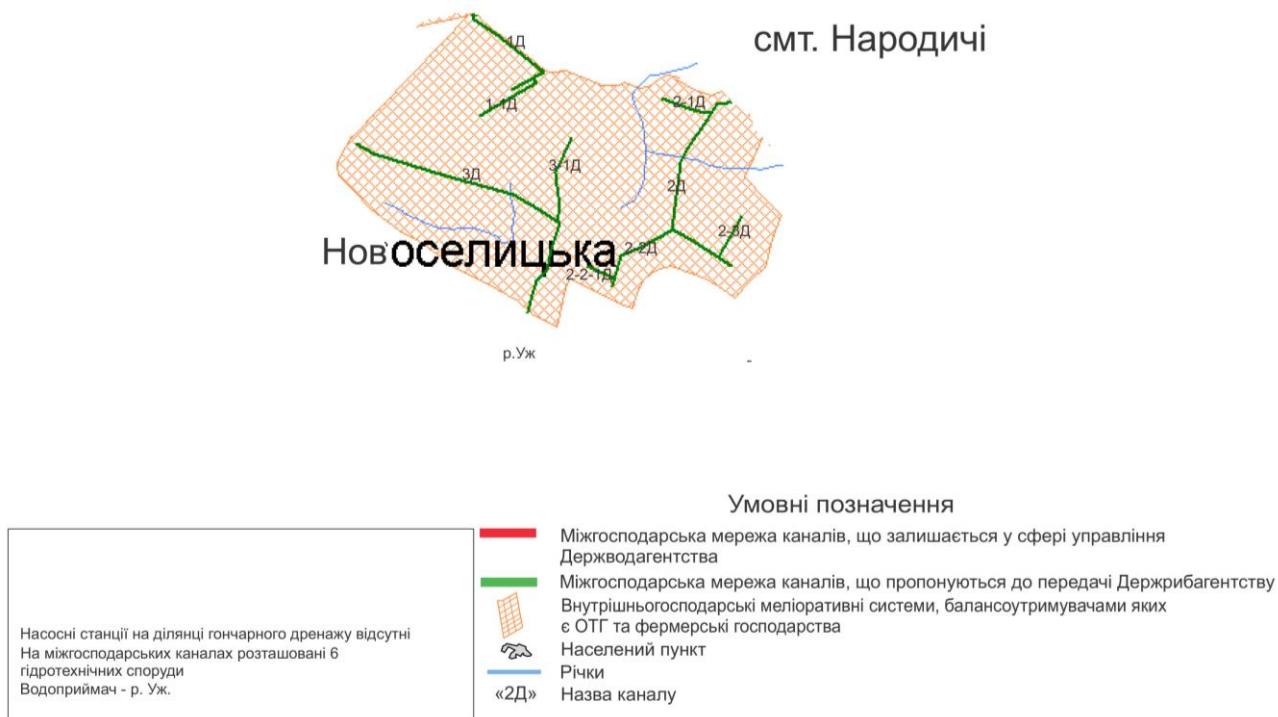 смт. Народичі
1Д
1-1Д
2-1Д
3-1Д
3Д
2Д
2-3Д
2-2Д
Новоселицька
2-2-1Д
р.Уж
Умовні позначення
Міжгосподарська мережа каналів, що залишається у сфері управління
Держводагентства
Міжгосподарська мережа каналів, що пропонуються до передачі Держрибагентству
Внутрішньогосподарські меліоративні системи, балансоутримувачами яких
є ОТГ та фермерські господарства
Населений пункт
Річки
«2Д» Назва каналу
Насосні станції на ділянці гончарного дренажу відсутні
На міжгосподарських каналах розташовані 6
гідротехнічних споруди
Водоприймач - р. Уж.